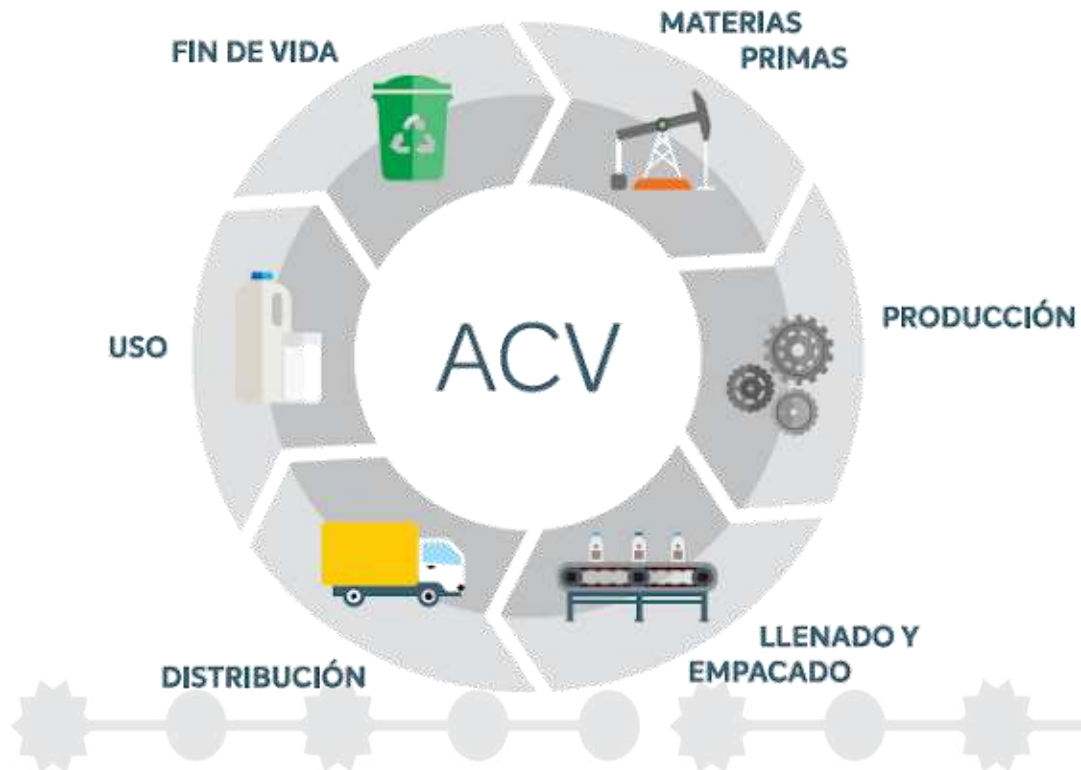 MATERIAS
PRIMAS
PRODUCCIÓN
LLENADO Y
EMPACADO
DISTRIBUCIÓN
USO
FIN DE VIDA
ACV